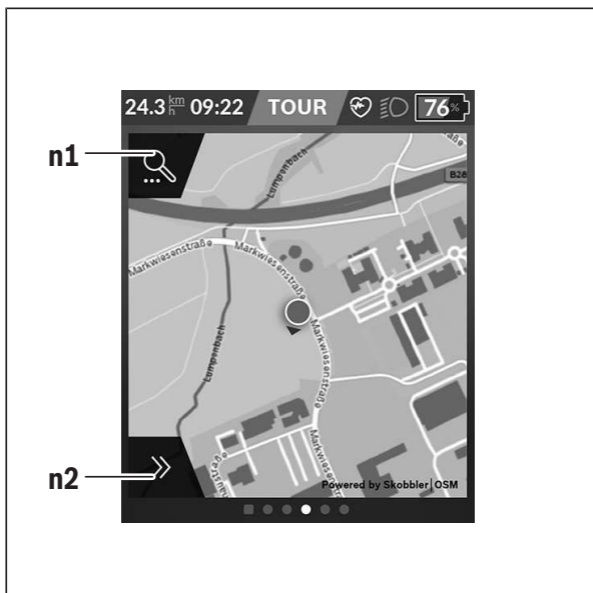 24.3 km/h 09:22 TOUR 76%
n1
Lumpenbach
B28
Markwiesenstraße
Markwiesenstraße
Lumpenbach
Markwiesenstraße
Markwiesenstraße
n2
Powered by Skobbler|OSM